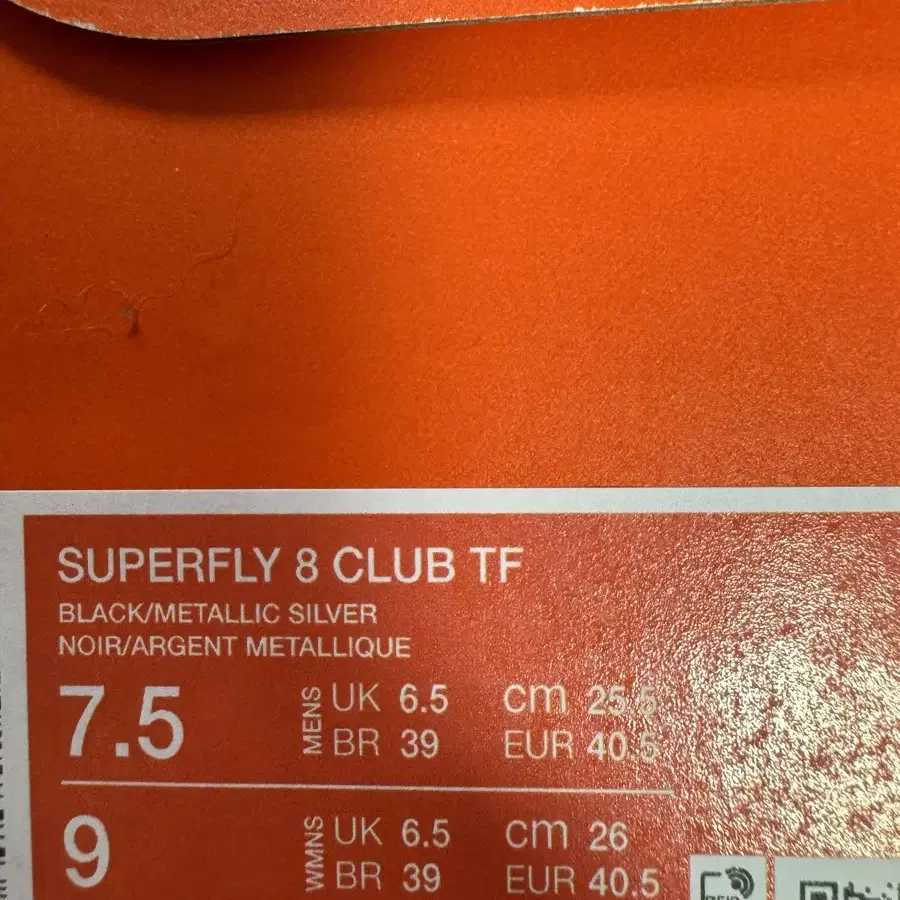 SUPERFLY 8 CLUB TF
BLACK/METALLIC SILVER
NOIR/ARGENT METALLIQUE
7.5 MENS UK 6.5 cm 25.5
BR 39 EUR 40.5
9 WMNS UK 6.5 cm 26
BR 39 EUR 40.5